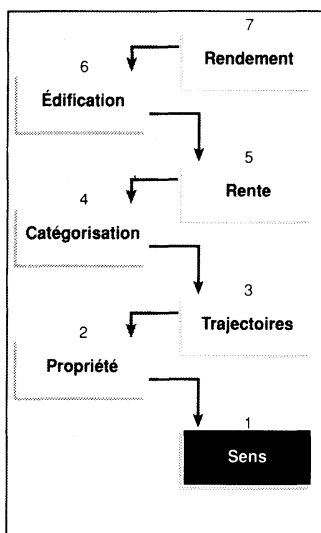 7
Rendement
6
Édification
5
Rente
4
Catégorisation
3
Trajectoires
2
Propriété
1
Sens